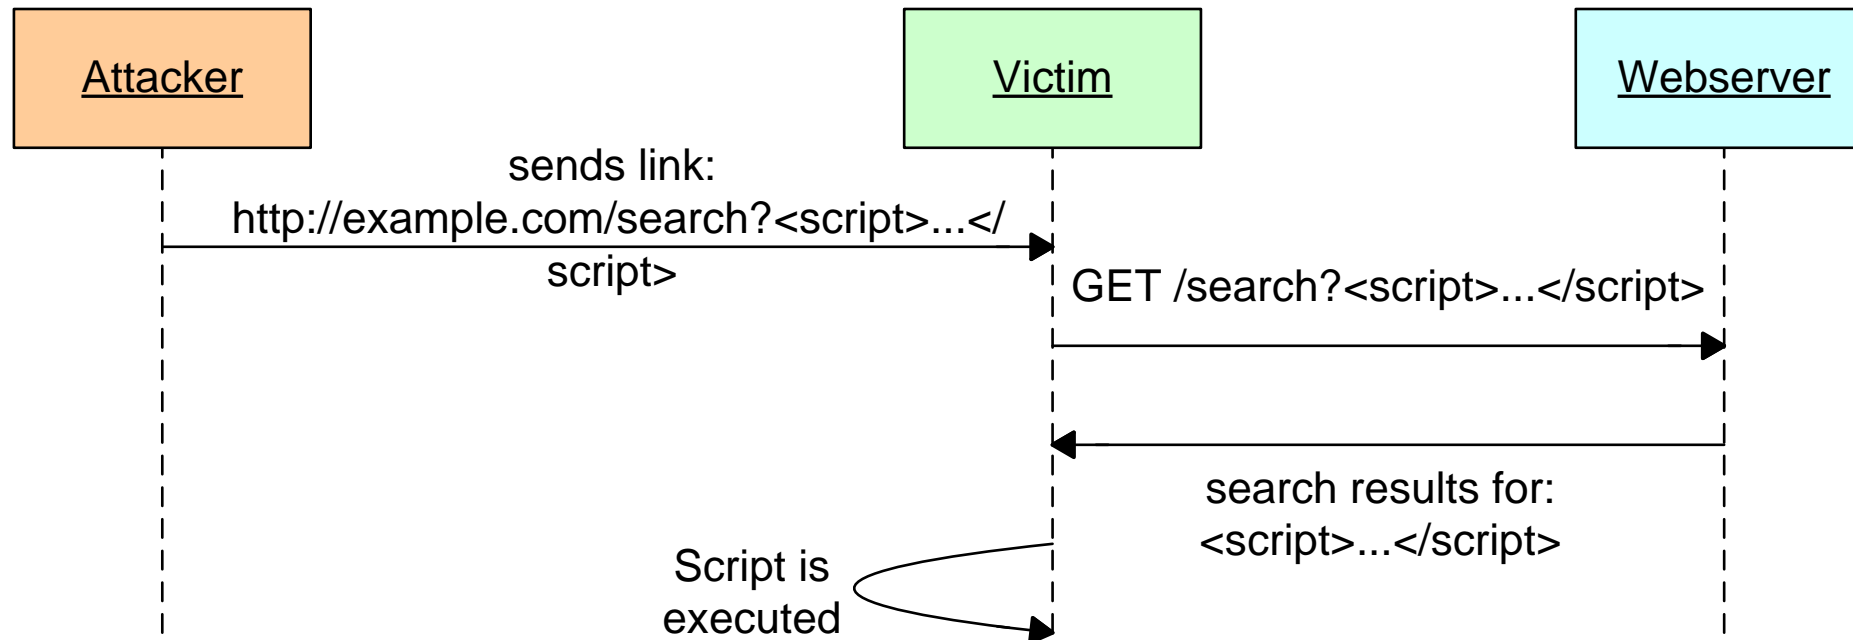 Attacker
Victim
Webserver
sends link:
http://example.com/search?<script>...</
script>
GET /search?<script>...</script>
search results for:
<script>...</script>
Script is
executed